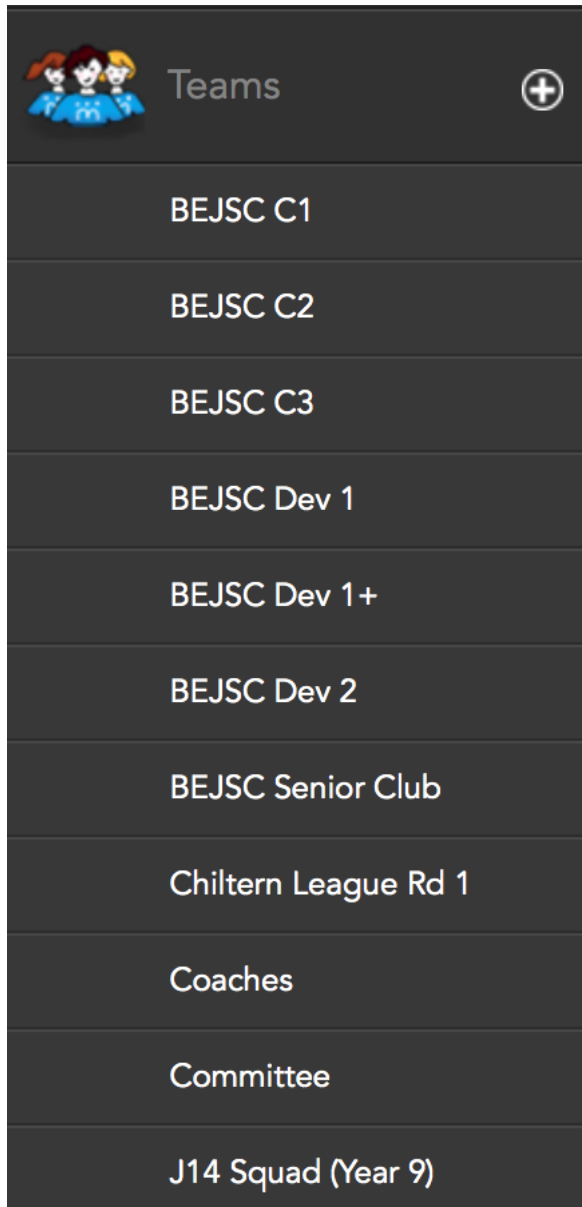 Teams
BEJSC C1
BEJSC C2
BEJSC C3
BEJSC Dev 1
BEJSC Dev 1+
BEJSC Dev 2
BEJSC Senior Club
Chiltern League Rd 1
Coaches
Committee
J14 Squad (Year 9)